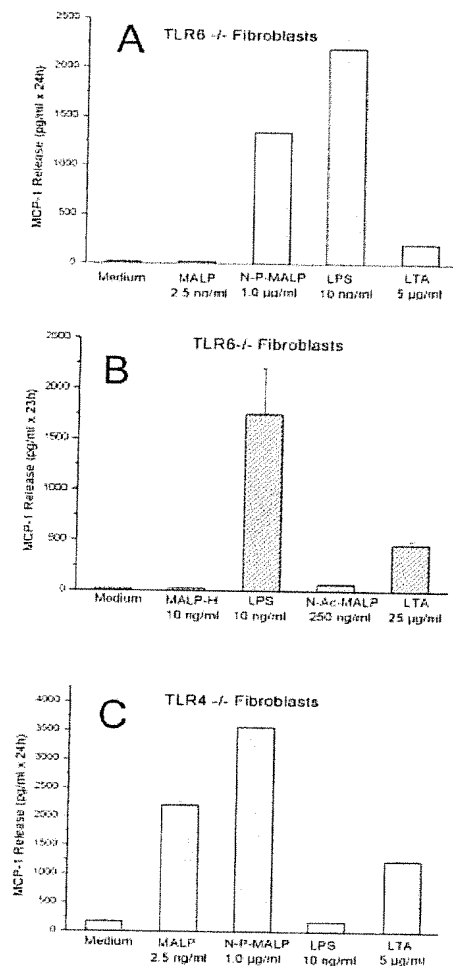 A
TLR6 -/- Fibroblasts
MCP-1 Release (pg/ml x 24h)
2500
2000
1500
1000
500
0
Medium
MALP
2.5 ng/ml
N-P-MALP
1.0 µg/ml
LPS
10 ng/ml
LTA
5 µg/ml
B
TLR6-/- Fibroblasts
MCP-1 Release (pg/ml x 23h)
2500
2000
1500
1000
500
0
Medium
MALP-H
10 ng/ml
LPS
10 ng/ml
N-Ac-MALP
250 ng/ml
LTA
25 µg/ml
C
TLR4 -/- Fibroblasts
MCP-1 Release (pg/ml x 24h)
4000
3500
3000
2500
2000
1500
1000
500
0
Medium
MALP
2.5 ng/ml
N-P-MALP
1.0 µg/ml
LPS
10 ng/ml
LTA
5 µg/ml